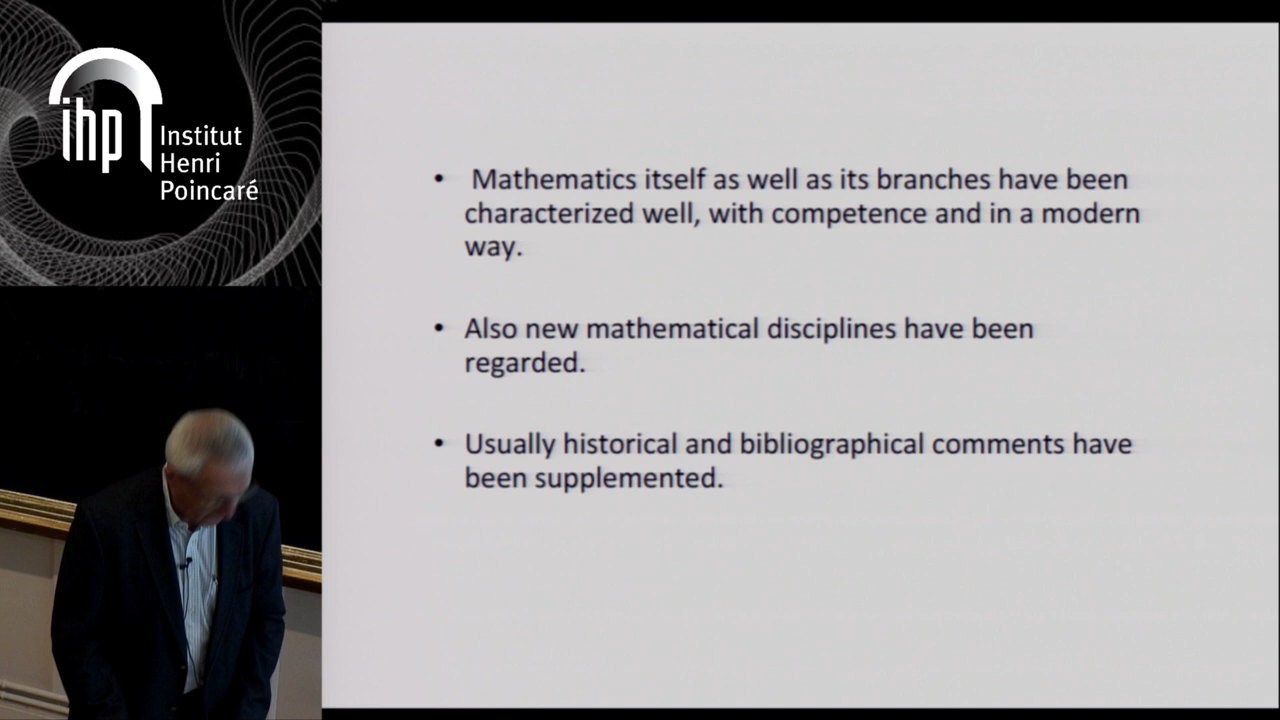 ihp
Institut
Henri
Poincaré
• Mathematics itself as well as its branches have been
characterized well, with competence and in a modern
way.
• Also new mathematical disciplines have been
regarded.
• Usually historical and bibliographical comments have
been supplemented.